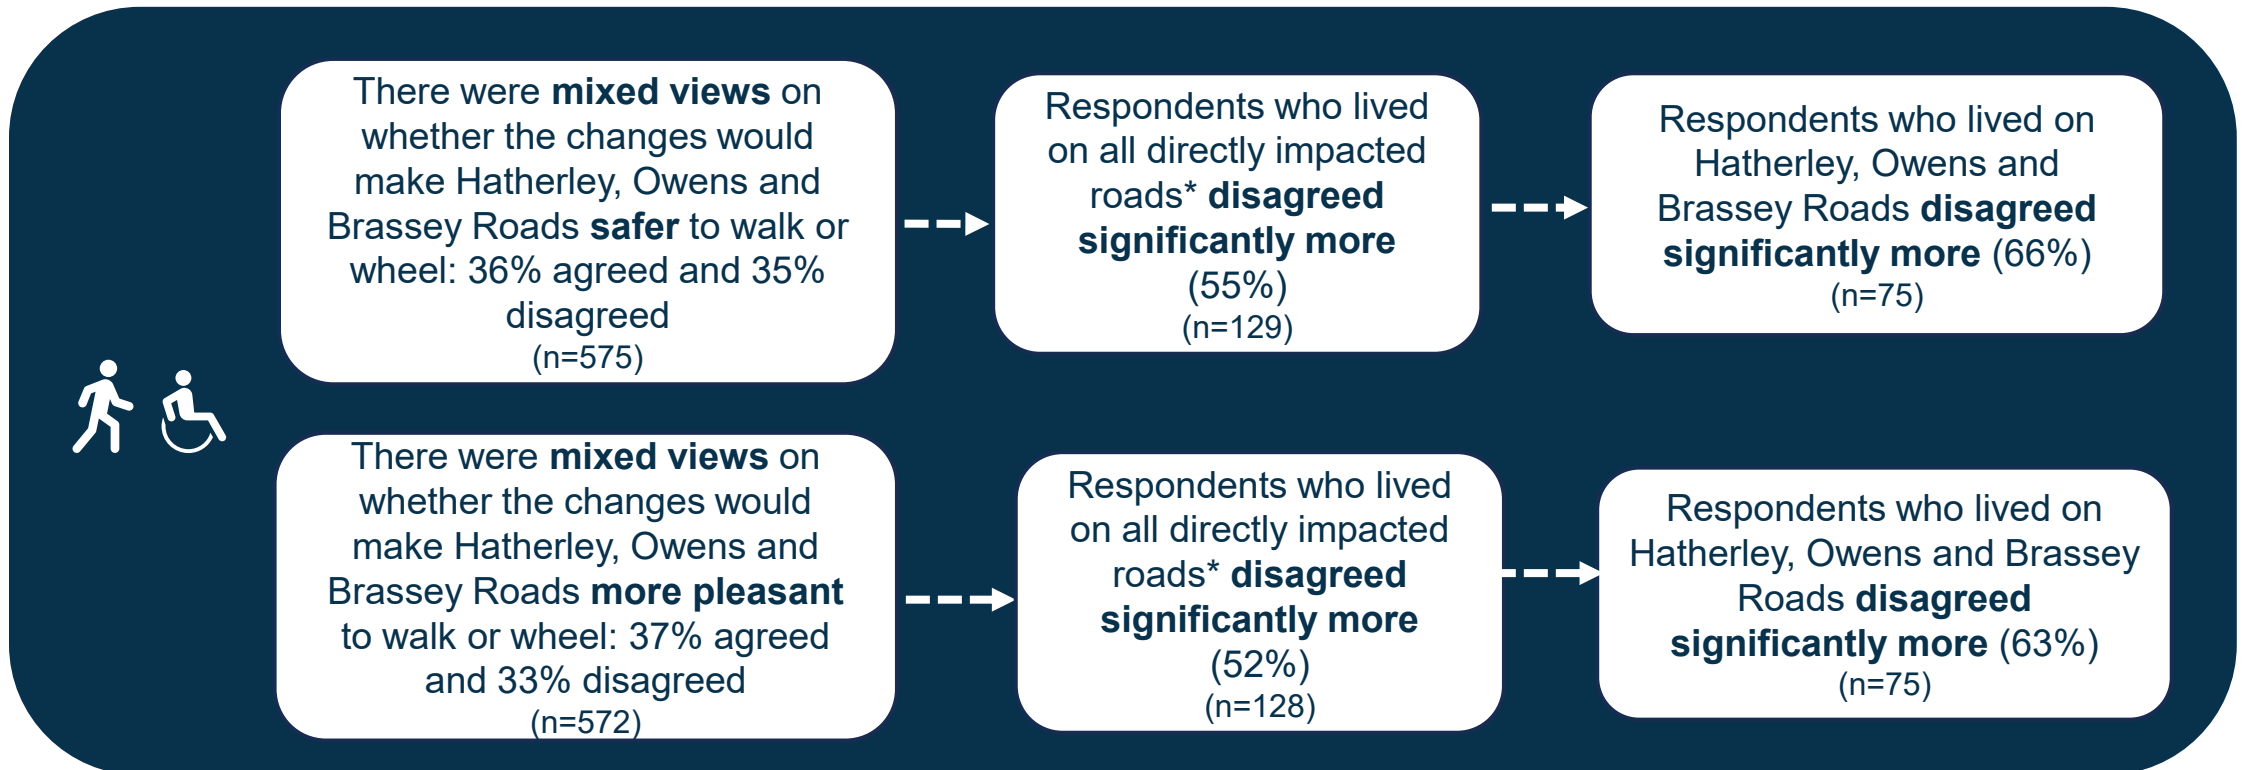 There were mixed views on
whether the changes would
make Hatherley, Owens and
Brassey Roads safer to walk or
wheel: 36% agreed and 35%
disagreed
(n=575)
Respondents who lived
on all directly impacted
roads* disagreed
significantly more
(55%)
(n=129)
Respondents who lived on
Hatherley, Owens and
Brassey Roads disagreed
significantly more (66%)
(n=75)
There were mixed views on
whether the changes would
make Hatherley, Owens and
Brassey Roads more pleasant
to walk or wheel: 37% agreed
and 33% disagreed
(n=572)
Respondents who lived
on all directly impacted
roads* disagreed
significantly more
(52%)
(n=128)
Respondents who lived on
Hatherley, Owens and Brassey
Roads disagreed
significantly more (63%)
(n=75)